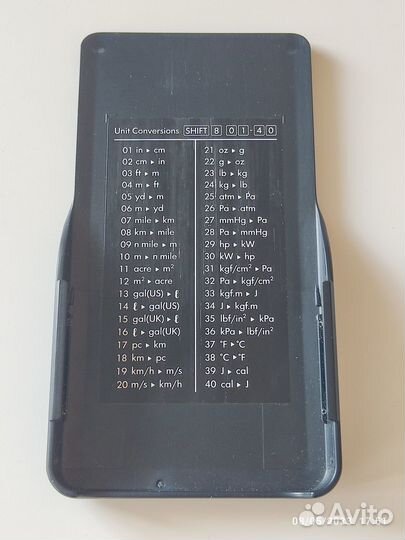 Unit Conversions SHIFT 8 01-40
01 in ▸ cm
02 cm ▸ in
03 ft ▸ m
04 m ▸ ft
05 yd ▸ m
06 m ▸ yd
07 mile ▸ km
08 km ▸ mile
09 n mile ▸ m
10 m ▸ n mile
11 acre ▸ m²
12 m² ▸ acre
13 gal(US) ▸ ℓ
14 ℓ ▸ gal(US)
15 gal(UK) ▸ ℓ
16 ℓ ▸ gal(UK)
17 pc ▸ km
18 km ▸ pc
19 km/h ▸ m/s
20 m/s ▸ km/h
21 oz ▸ g
22 g ▸ oz
23 lb ▸ kg
24 kg ▸ lb
25 atm ▸ Pa
26 Pa ▸ atm
27 mmHg ▸ Pa
28 Pa ▸ mmHg
29 hp ▸ kW
30 kW ▸ hp
31 kgf/cm² ▸ Pa
32 Pa ▸ kgf/cm²
33 kgf.m ▸ J
34 J ▸ kgf.m
35 lbf/in² ▸ kPa
36 kPa ▸ lbf/in²
37 °F ▸ °C
38 °C ▸ °F
39 J ▸ cal
40 cal ▸ J
Avito